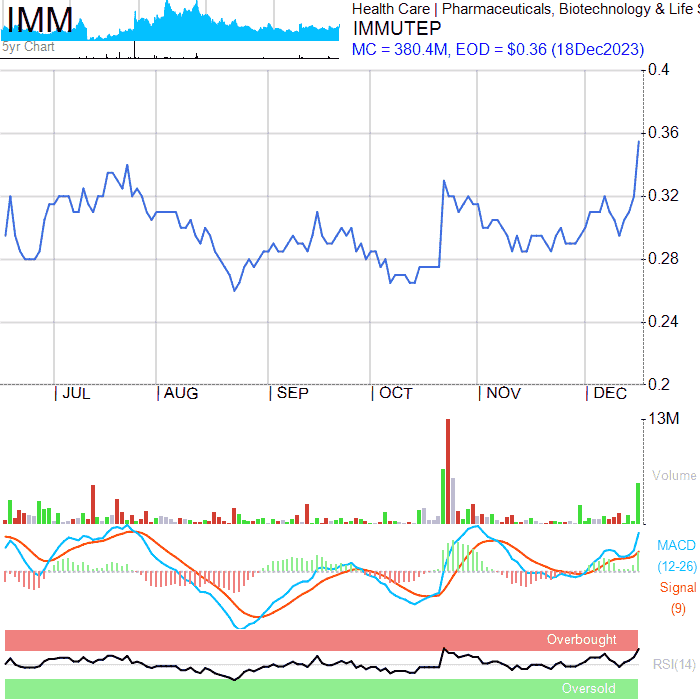 IMM
5yr Chart
Health Care | Pharmaceuticals, Biotechnology & Life S
IMMUTEP
MC = 380.4M, EOD = $0.36 (18Dec2023)
0.4
0.36
0.32
0.28
0.24
0.2
| JUL | AUG | SEP | OCT | NOV | DEC
13M
Volume
MACD
(12-26)
Signal
(9)
Overbought
RSI(14)
Oversold